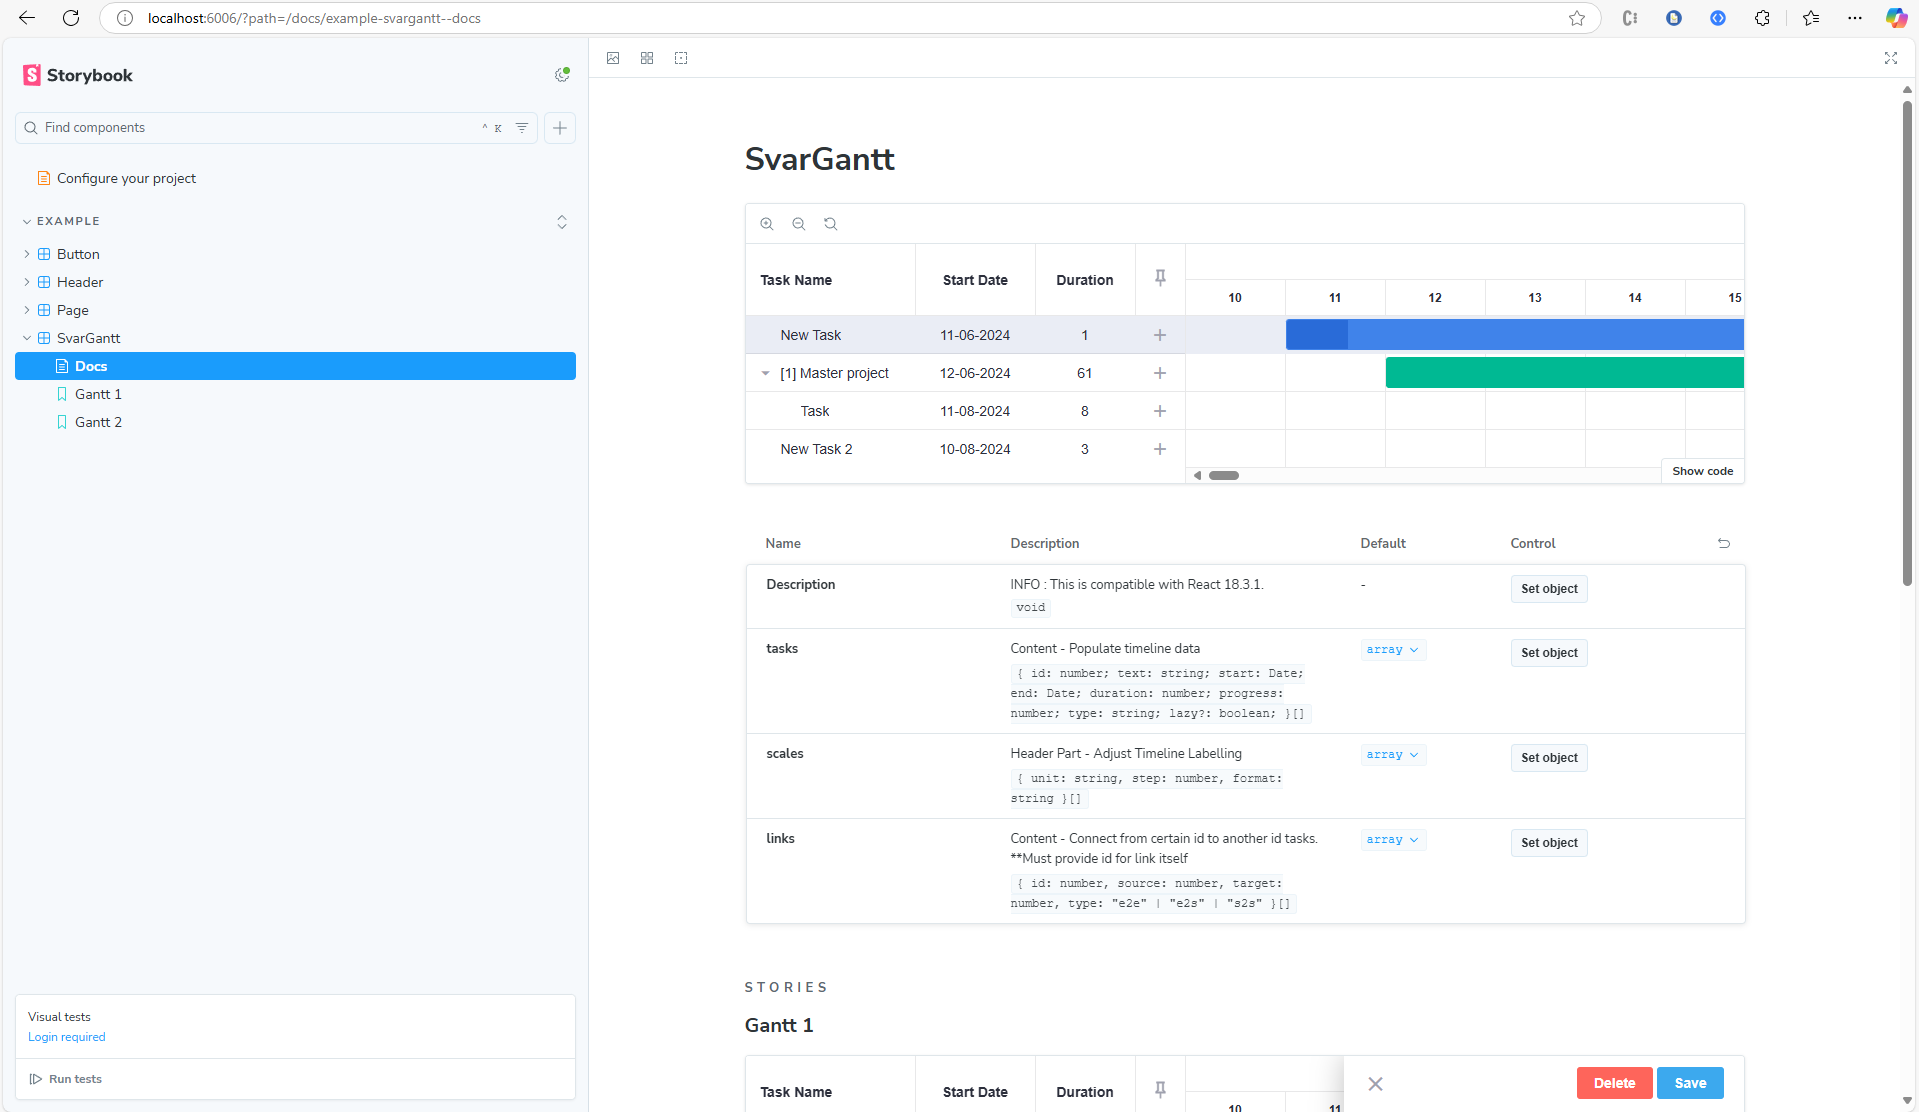 localhost:6006/?path=/docs/example-svargantt--docs
Storybook
Find components
^ K
Configure your project
EXAMPLE
Button
Header
Page
SvarGantt
Docs
Gantt 1
Gantt 2
Visual tests
Login required
Run tests
SvarGantt
Task Name Start Date Duration
10 11 12 13 14 15
New Task 11-06-2024 1 +
[1] Master project 12-06-2024 61 +
Task 11-08-2024 8 +
New Task 2 10-08-2024 3 +
Show code
Name Description Default Control
Description INFO : This is compatible with React 18.3.1. - Set object
void
tasks Content - Populate timeline data array Set object
{ id: number; text: string; start: Date;
end: Date; duration: number; progress:
number; type: string; lazy?: boolean; }[]
scales Header Part - Adjust Timeline Labelling array Set object
{ unit: string, step: number, format:
string }[]
links Content - Connect from certain id to another id tasks. array Set object
**Must provide id for link itself
{ id: number, source: number, target:
number, type: "e2e" | "e2s" | "s2s" }[]
STORIES
Gantt 1
Task Name Start Date Duration
10 11
Delete Save